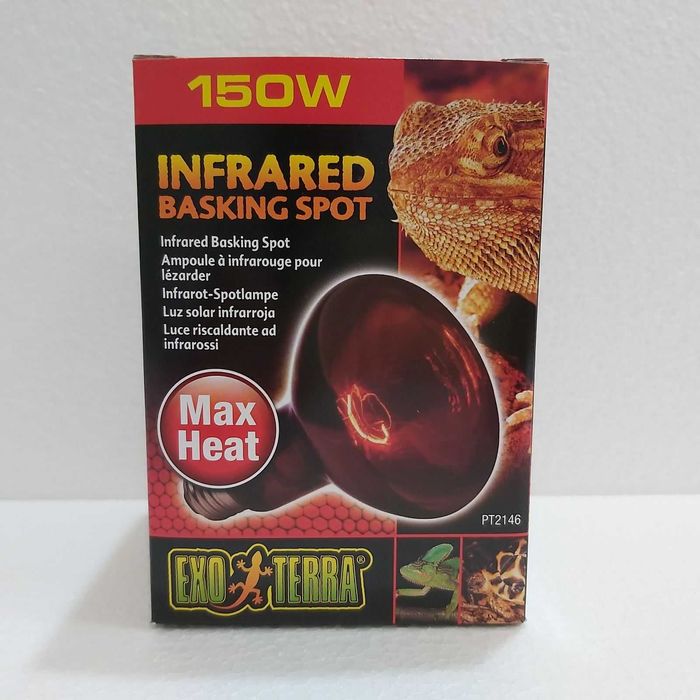 150W
INFRARED
BASKING SPOT
Infrared Basking Spot
Ampoule à infrarouge pour
lézarder
Infrarot-Spotlampe
Luz solar infrarroja
Luce riscaldante ad
infrarossi
Max
Heat
PT2146
EXO TERRA®